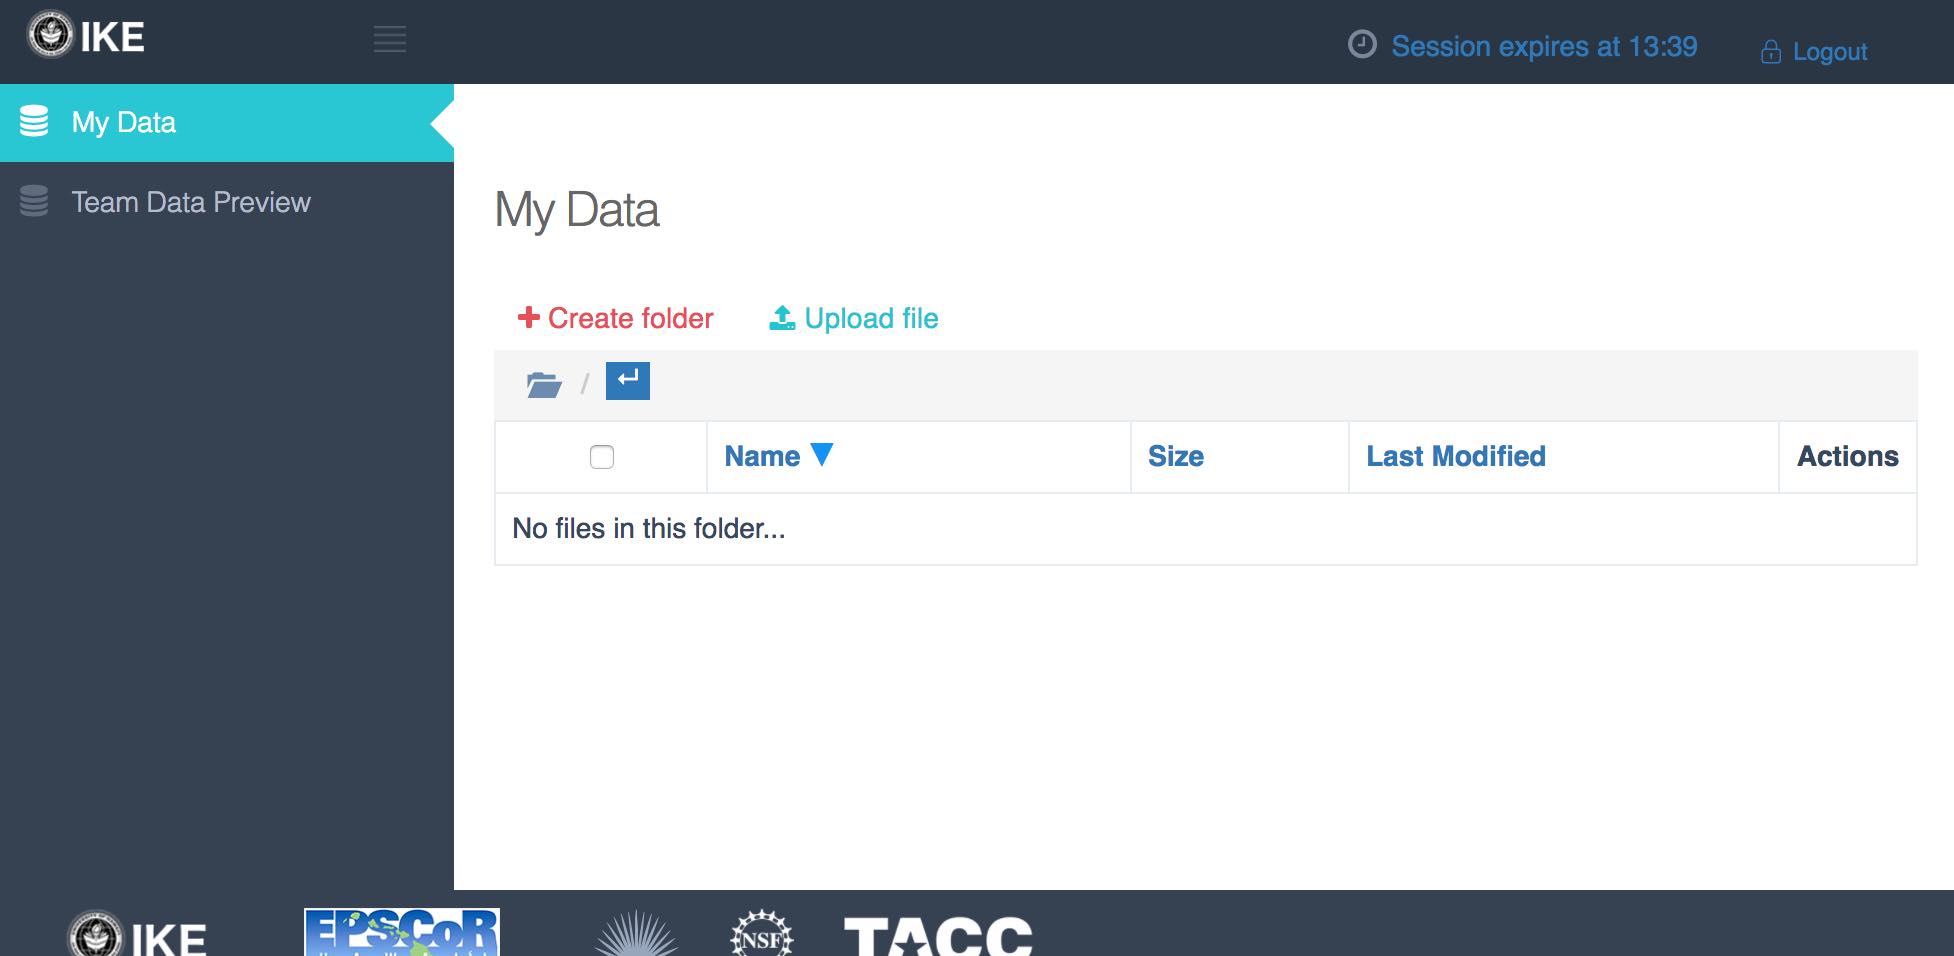 IKE
Session expires at 13:39
Logout
My Data
Team Data Preview
My Data
Create folder
Upload file
/
Name
Size
Last Modified
Actions
No files in this folder...
IKE
EPSCoR
NSF
TACC